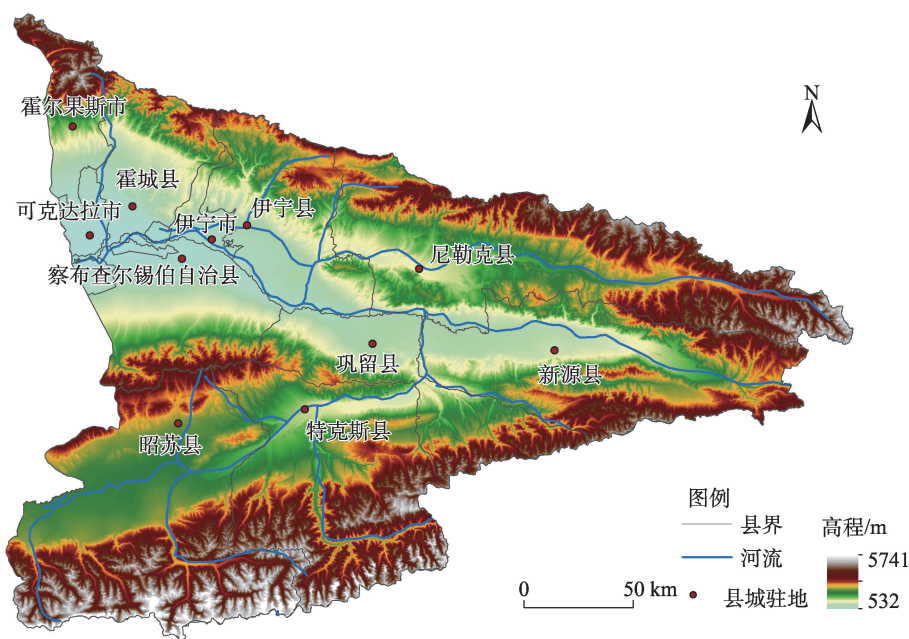 N
霍尔果斯市
霍城县
可克达拉市
伊宁市
伊宁县
尼勒克县
察布查尔锡伯自治县
巩留县
新源县
昭苏县
特克斯县
图例
县界
河流
县城驻地
高程/m
5741
532
0
50 km